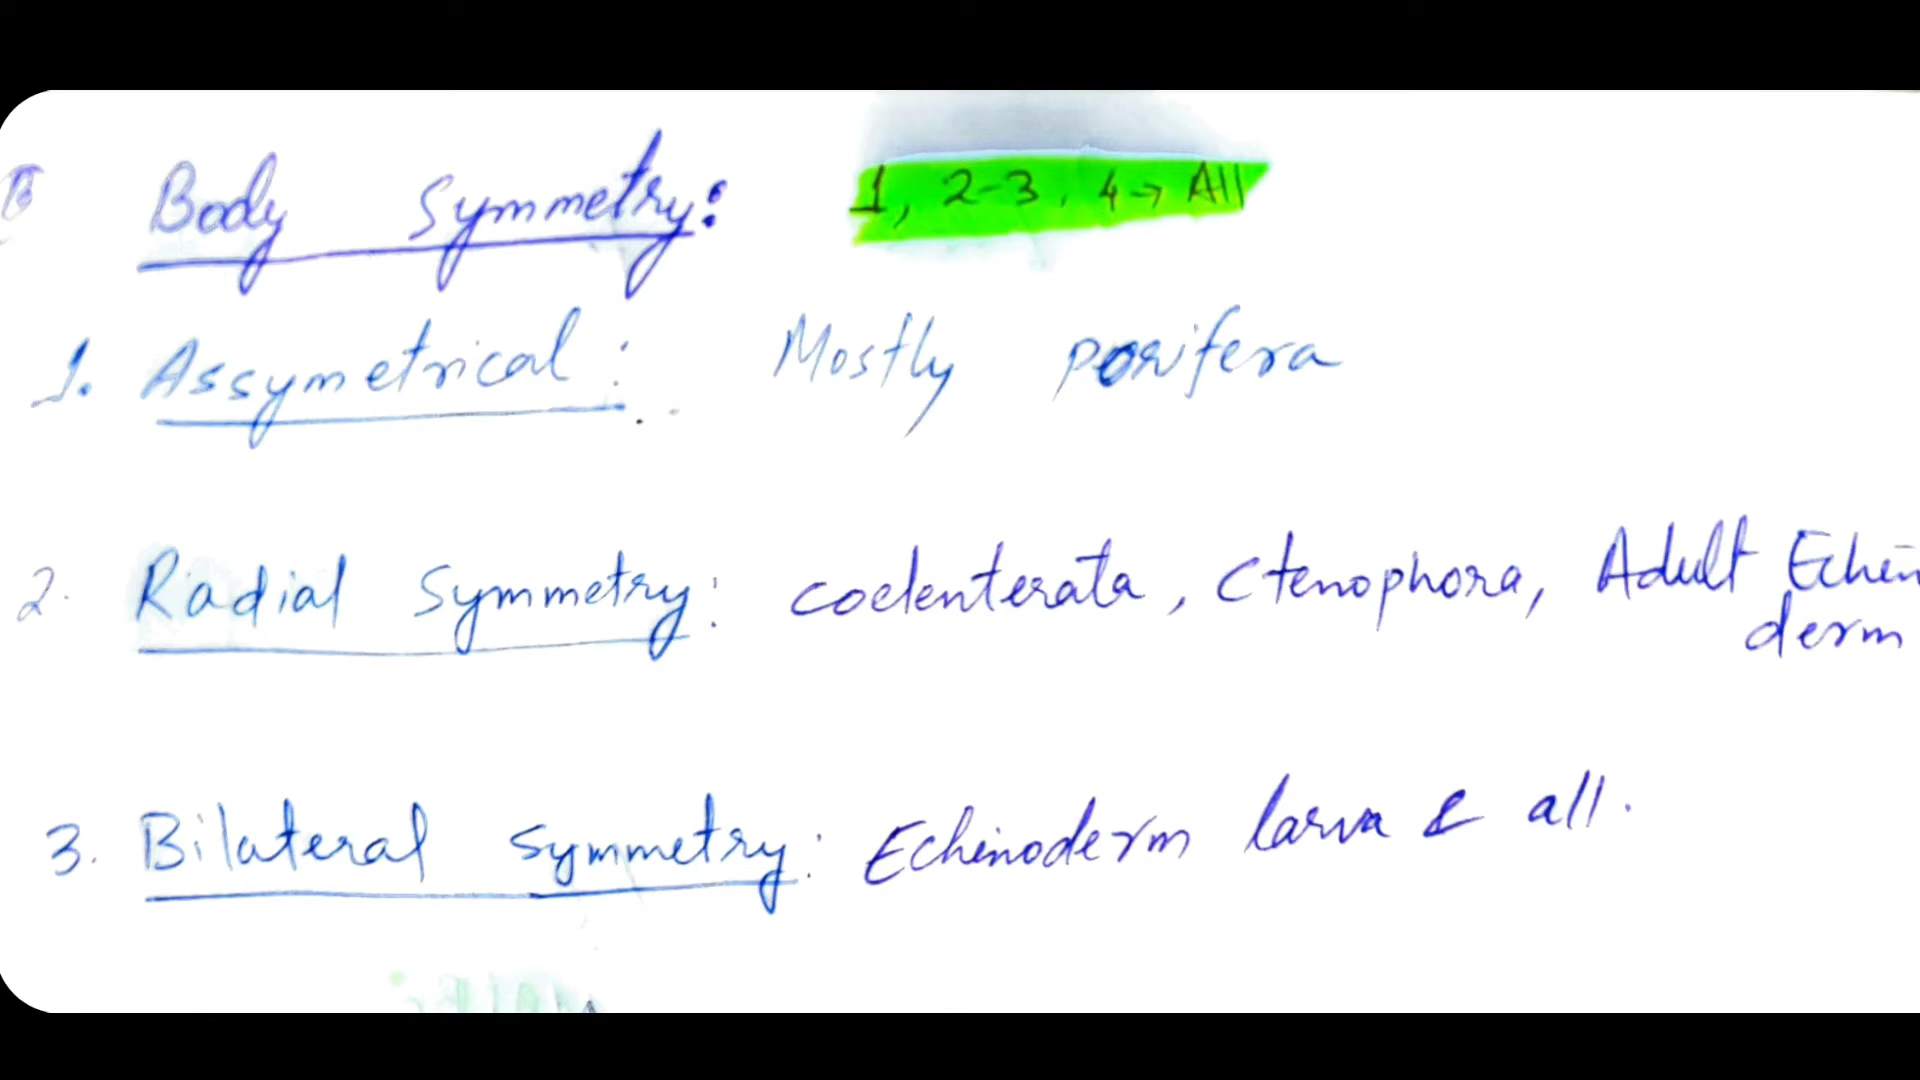 Body Symmetry: 1, 2-3, 4 → All
1. Assymetrical: Mostly porifera
2. Radial symmetry: coelenterata, Ctenophora, Adult Echin
derm
3. Bilateral symmetry: Echinoderm larva & all.